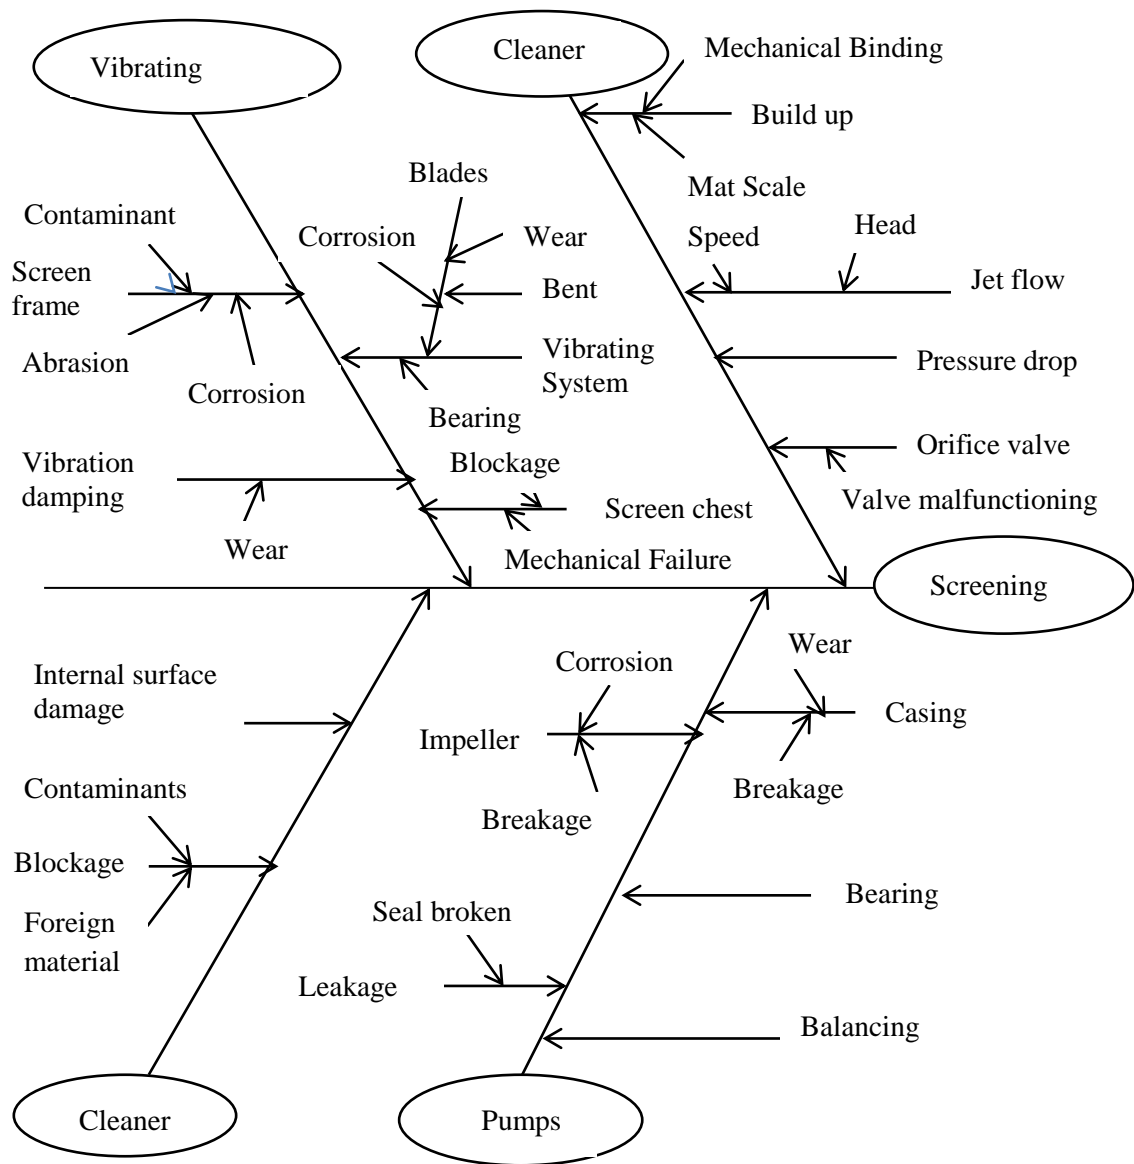 Vibrating
Cleaner
Mechanical Binding
Build up
Mat Scale
Blades
Contaminant
Corrosion
Wear
Speed
Head
Screen
frame
Bent
Jet flow
Abrasion
Vibrating
System
Pressure drop
Corrosion
Bearing
Vibration
damping
Blockage
Orifice valve
Screen chest
Valve malfunctioning
Wear
Mechanical Failure
Screening
Internal surface
damage
Corrosion
Wear
Impeller
Casing
Contaminants
Breakage
Breakage
Blockage
Foreign
material
Seal broken
Bearing
Leakage
Balancing
Cleaner
Pumps